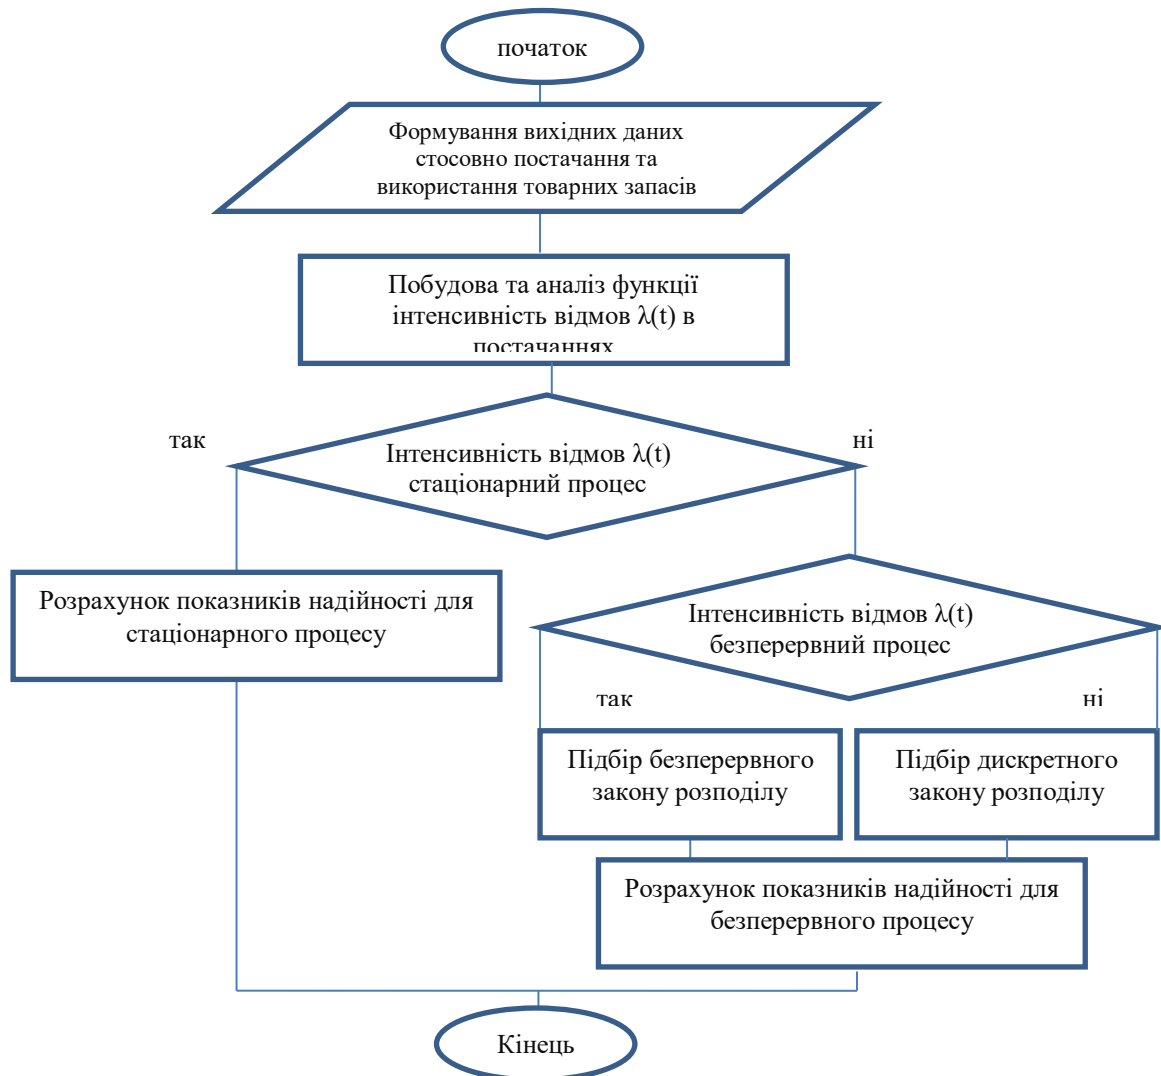 початок
Формування вихідних даних
стосовно постачання та
використання товарних запасів
Побудова та аналіз функції
інтенсивність відмов λ(t) в
постачаннях
так
ні
Інтенсивність відмов λ(t)
стаціонарний процес
Розрахунок показників надійності для
стаціонарного процесу
Інтенсивність відмов λ(t)
безперервний процес
так
ні
Підбір безперервного
закону розподілу
Підбір дискретного
закону розподілу
Розрахунок показників надійності для
безперервного процесу
Кінець